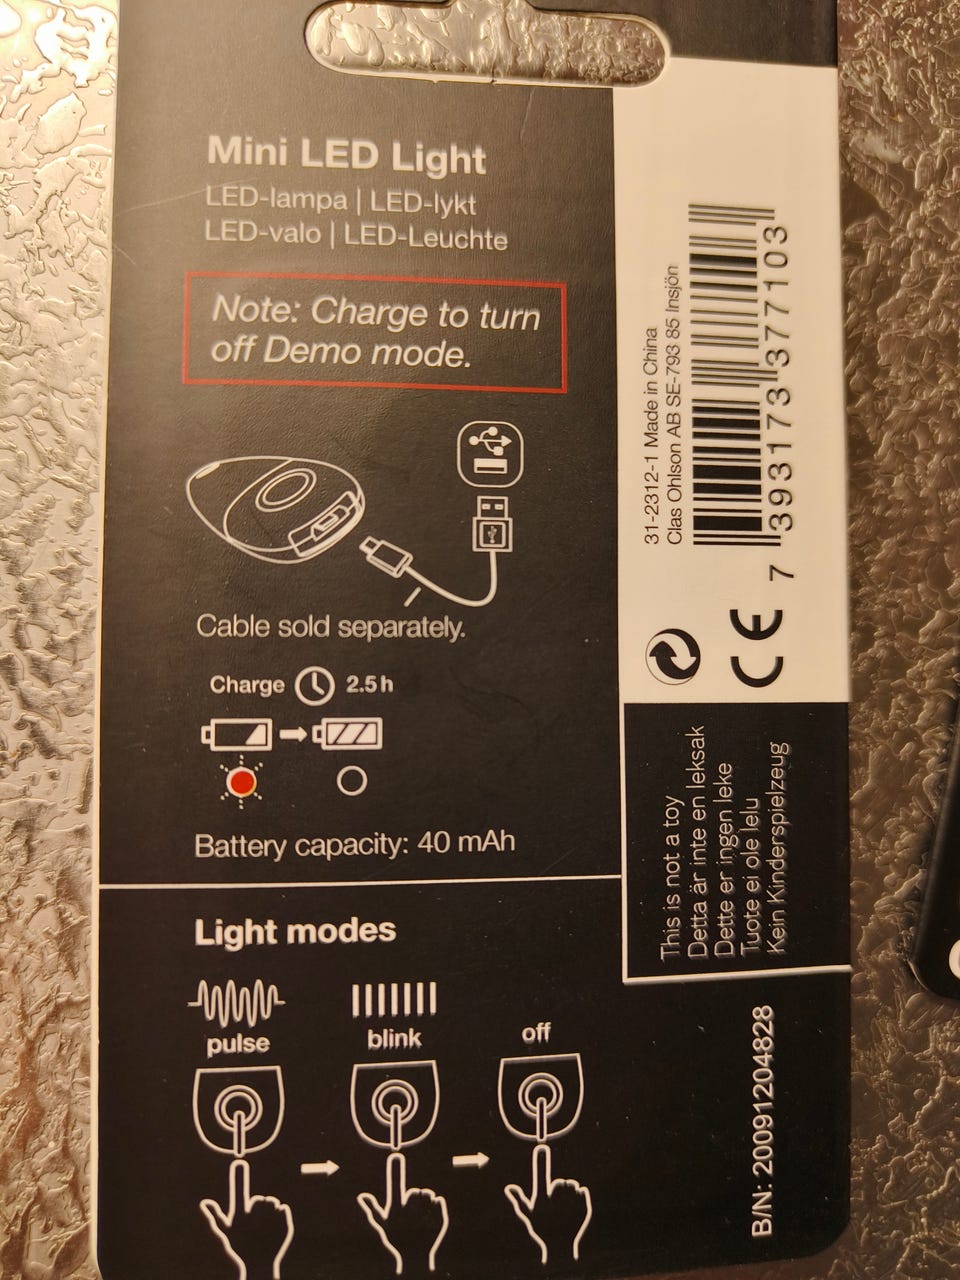 Mini LED Light
LED-lampa | LED-lykt
LED-valo | LED-Leuchte
Note: Charge to turn
off Demo mode.
Cable sold separately.
Charge 2.5 h
Battery capacity: 40 mAh
Light modes
pulse
blink
off
31-2312-1 Made in China
Clas Ohlson AB SE-793 85 Insjön
7 393173 377103
CE
This is not a toy
Detta är inte en leksak
Dette er ingen leke
Tuote ei ole lelu
Kein Kinderspielzeug
B/N: 20091204828